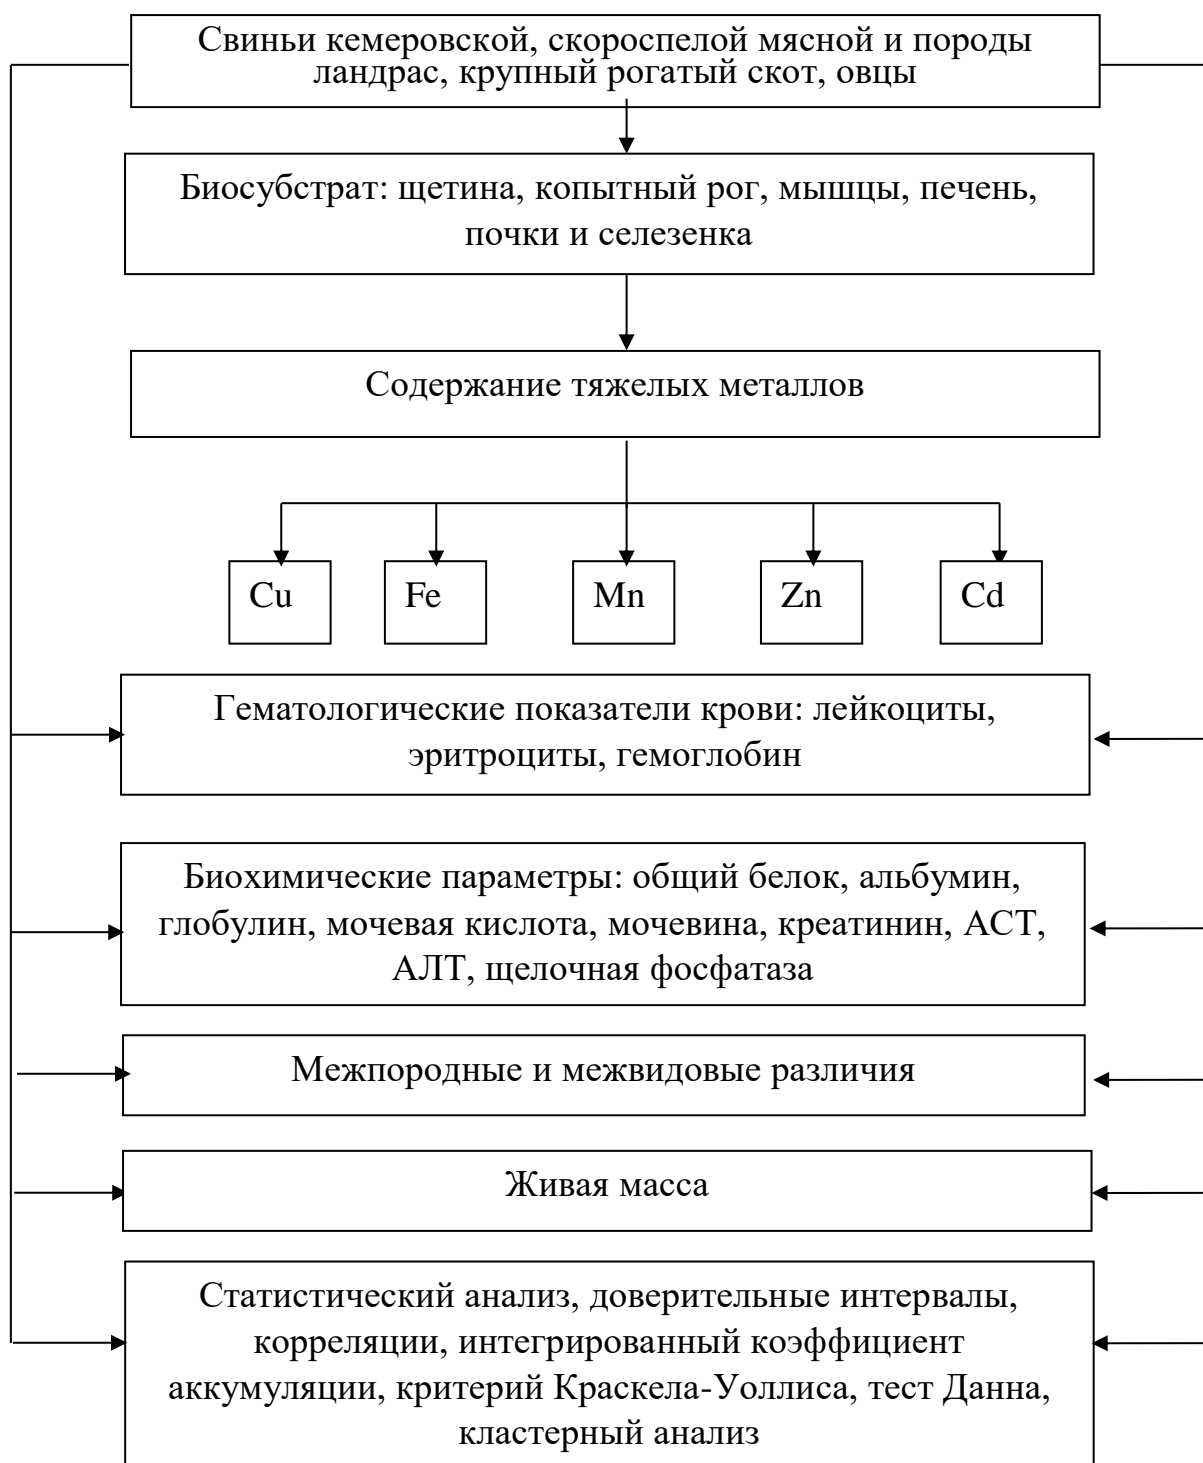 Свиньи кемеровской, скороспелой мясной и породы
ландрас, крупный рогатый скот, овцы
Биосубстрат: щетина, копытный рог, мышцы, печень,
почки и селезенка
Содержание тяжелых металлов
Cu Fe Mn Zn Cd
Гематологические показатели крови: лейкоциты,
эритроциты, гемоглобин
Биохимические параметры: общий белок, альбумин,
глобулин, мочевая кислота, мочевина, креатинин, АСТ,
АЛТ, щелочная фосфатаза
Межпородные и межвидовые различия
Живая масса
Статистический анализ, доверительные интервалы,
корреляции, интегрированный коэффициент
аккумуляции, критерий Краскела-Уоллиса, тест Данна,
кластерный анализ